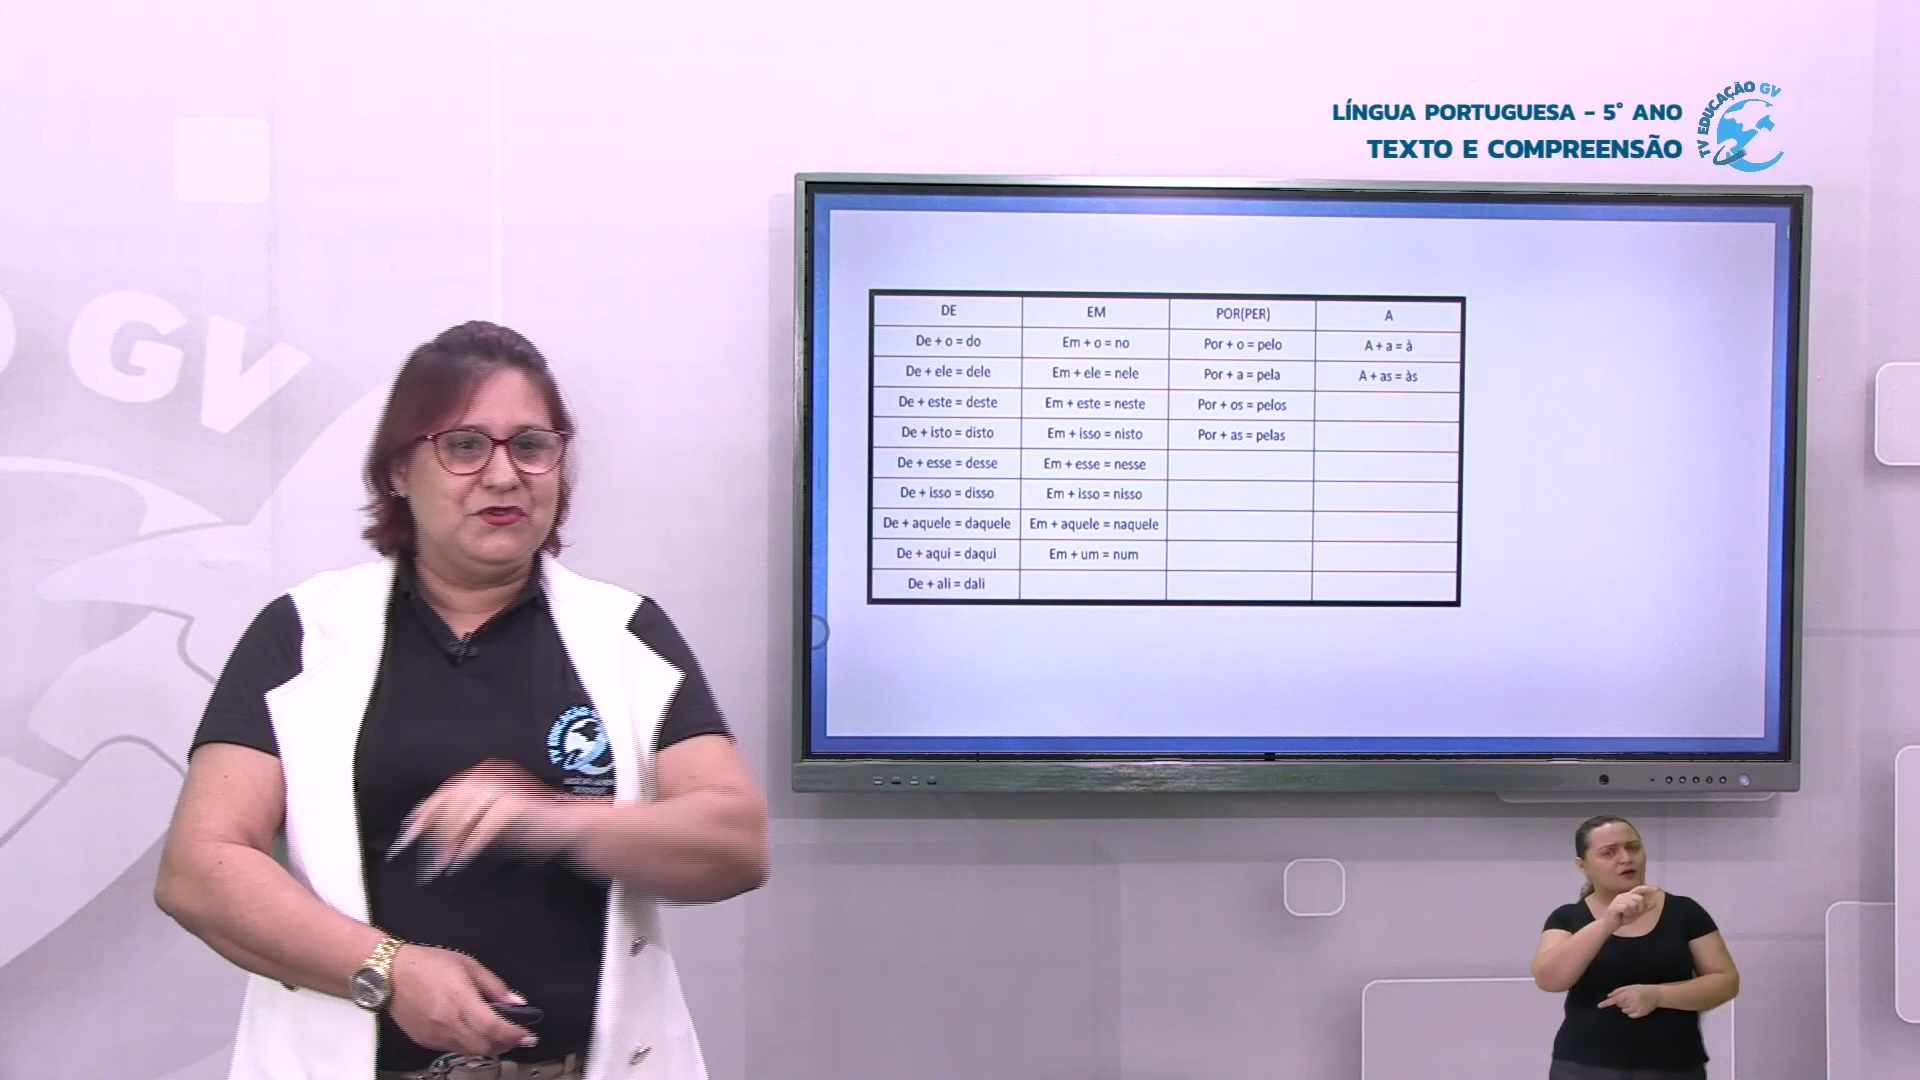 LÍNGUA PORTUGUESA - 5° ANO
TEXTO E COMPREENSÃO
TV EDUCAÇÃO GV
DE EM POR(PER) A
De + o = do Em + o = no Por + o = pelo A + a = à
De + ele = dele Em + ele = nele Por + a = pela A + as = às
De + este = deste Em + este = neste Por + os = pelos
De + isto = disto Em + isso = nisto Por + as = pelas
De + esse = desse Em + esse = nesse
De + isso = disso Em + isso = nisso
De + aquele = daquele Em + aquele = naquele
De + aqui = daqui Em + um = num
De + ali = dali
O GV
TV EDUCAÇÃO